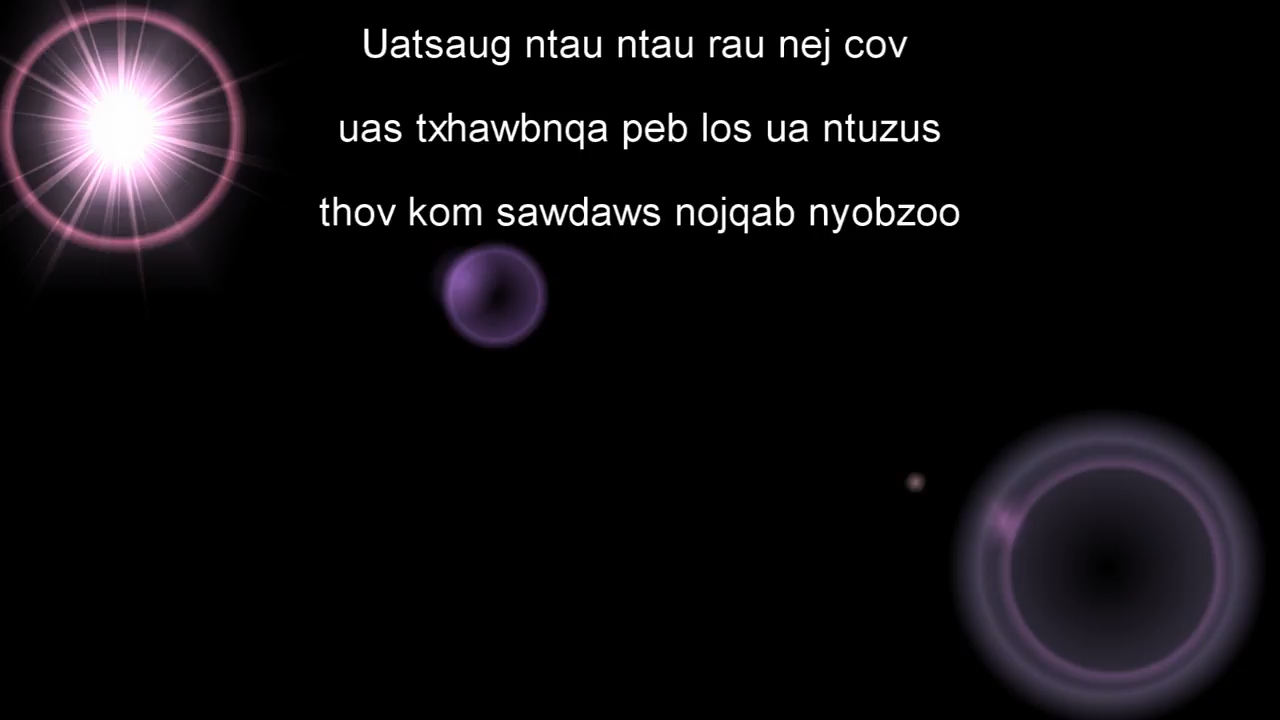 Uatsaug ntau ntau rau nej cov
uas txhawbnqa peb los ua ntuzus
thov kom sawdaws nojqab nyobzoo